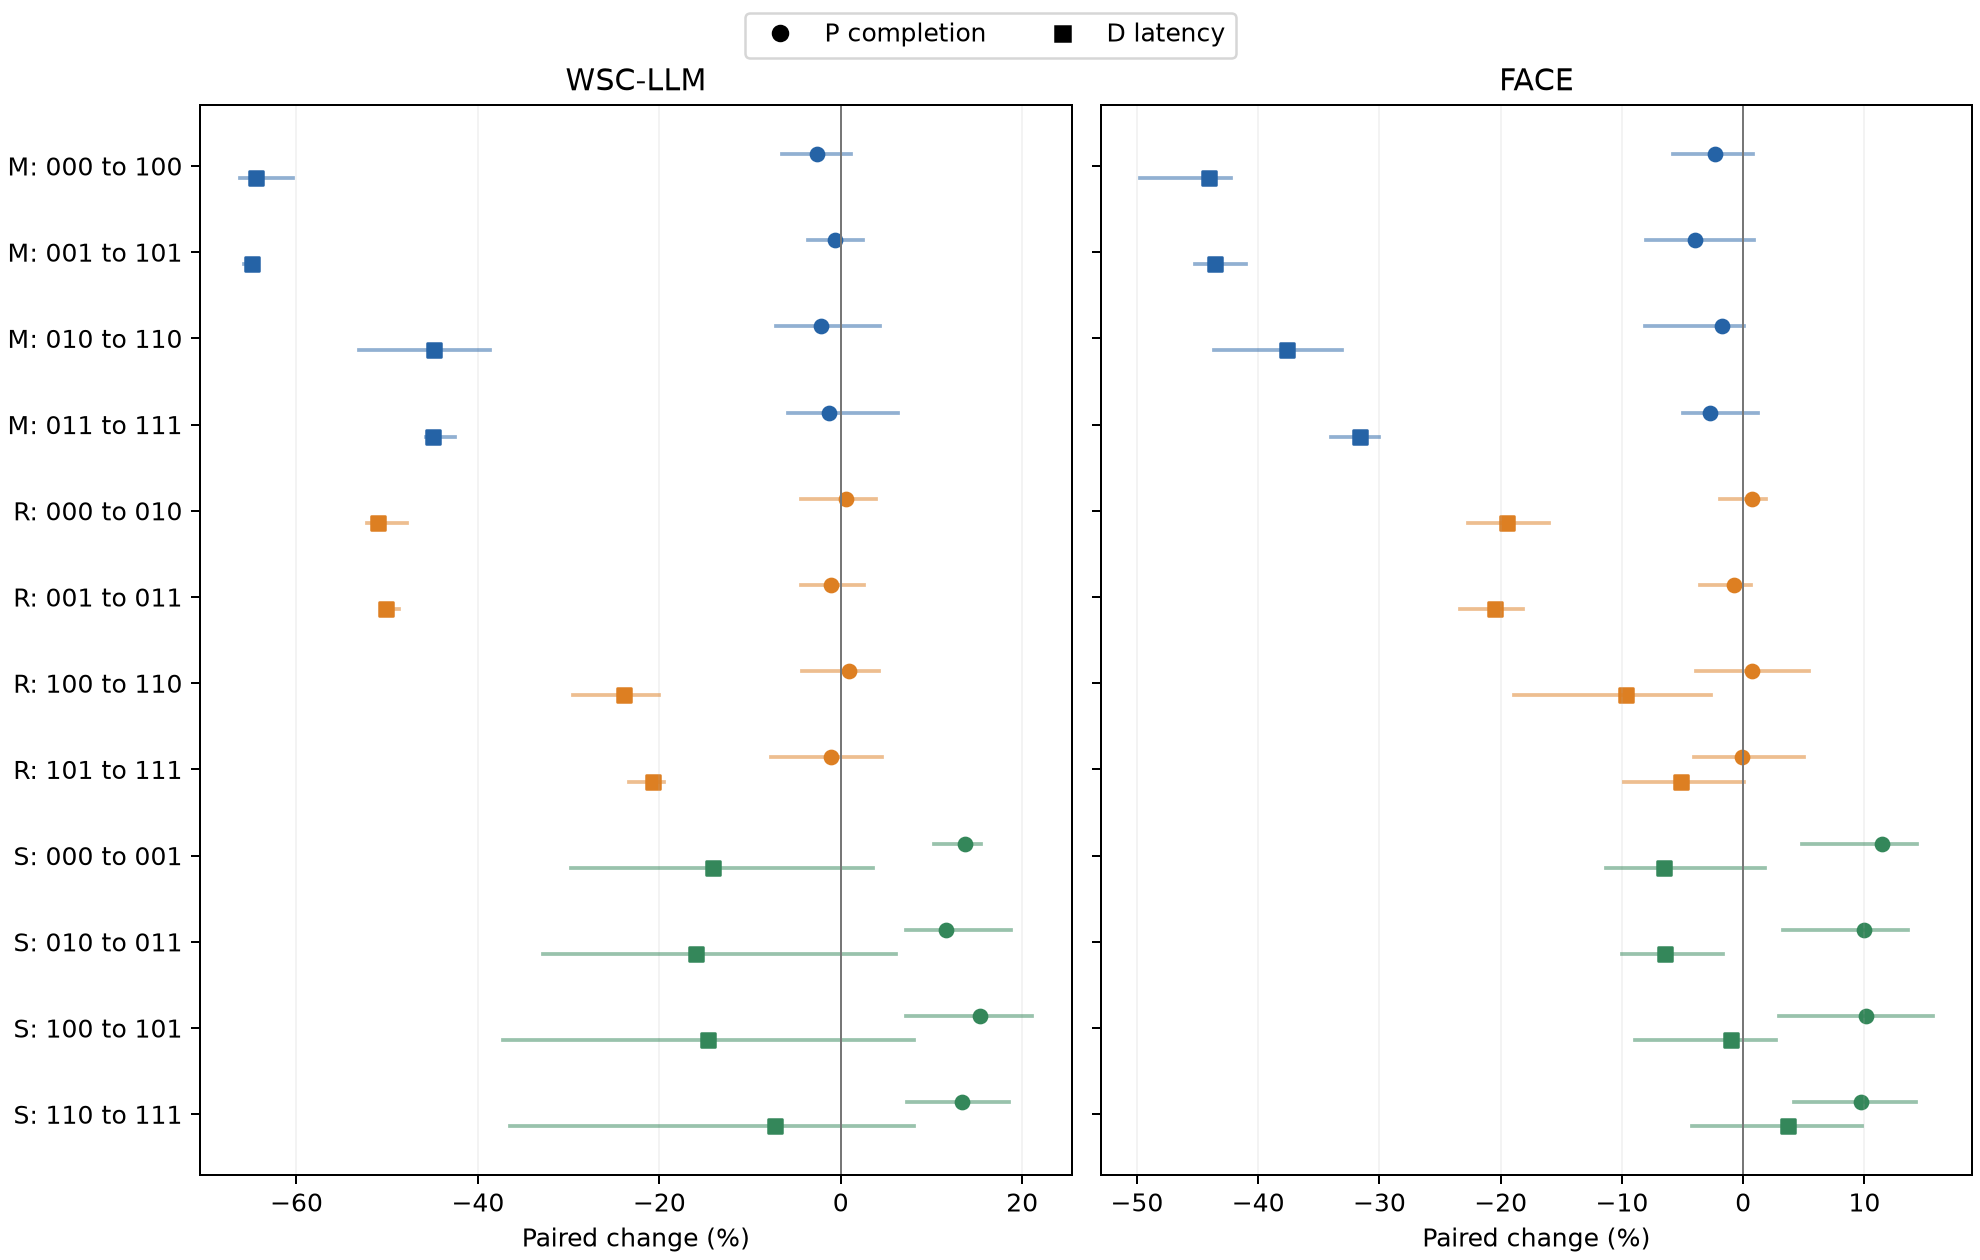 P completion
D latency
WSC-LLM
FACE
M: 000 to 100
M: 001 to 101
M: 010 to 110
M: 011 to 111
R: 000 to 010
R: 001 to 011
R: 100 to 110
R: 101 to 111
S: 000 to 001
S: 010 to 011
S: 100 to 101
S: 110 to 111
−60 −40 −20 0 20
−50 −40 −30 −20 −10 0 10
Paired change (%)
Paired change (%)